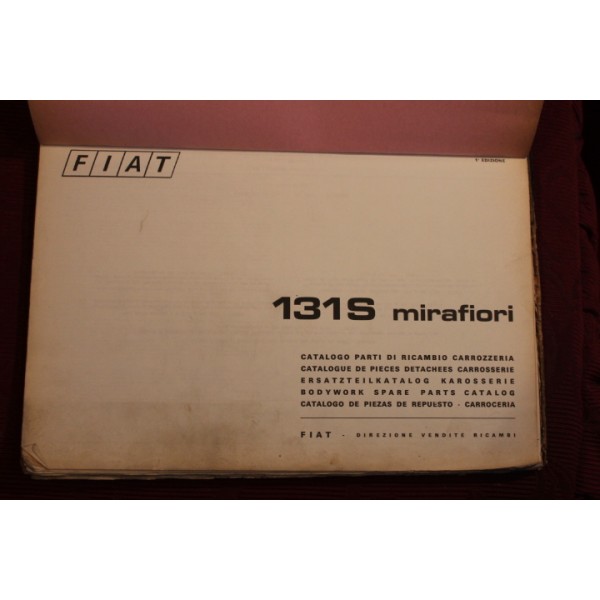 FIAT
1ª EDIZIONE
131S mirafiori
CATALOGO PARTI DI RICAMBIO CARROZZERIA
CATALOGUE DE PIECES DETACHEES CARROSSERIE
ERSATZTEILKATALOG KAROSSERIE
BODYWORK SPARE PARTS CATALOG
CATALOGO DE PIEZAS DE REPUESTO - CARROCERIA
FIAT - DIREZIONE VENDITE RICAMBI